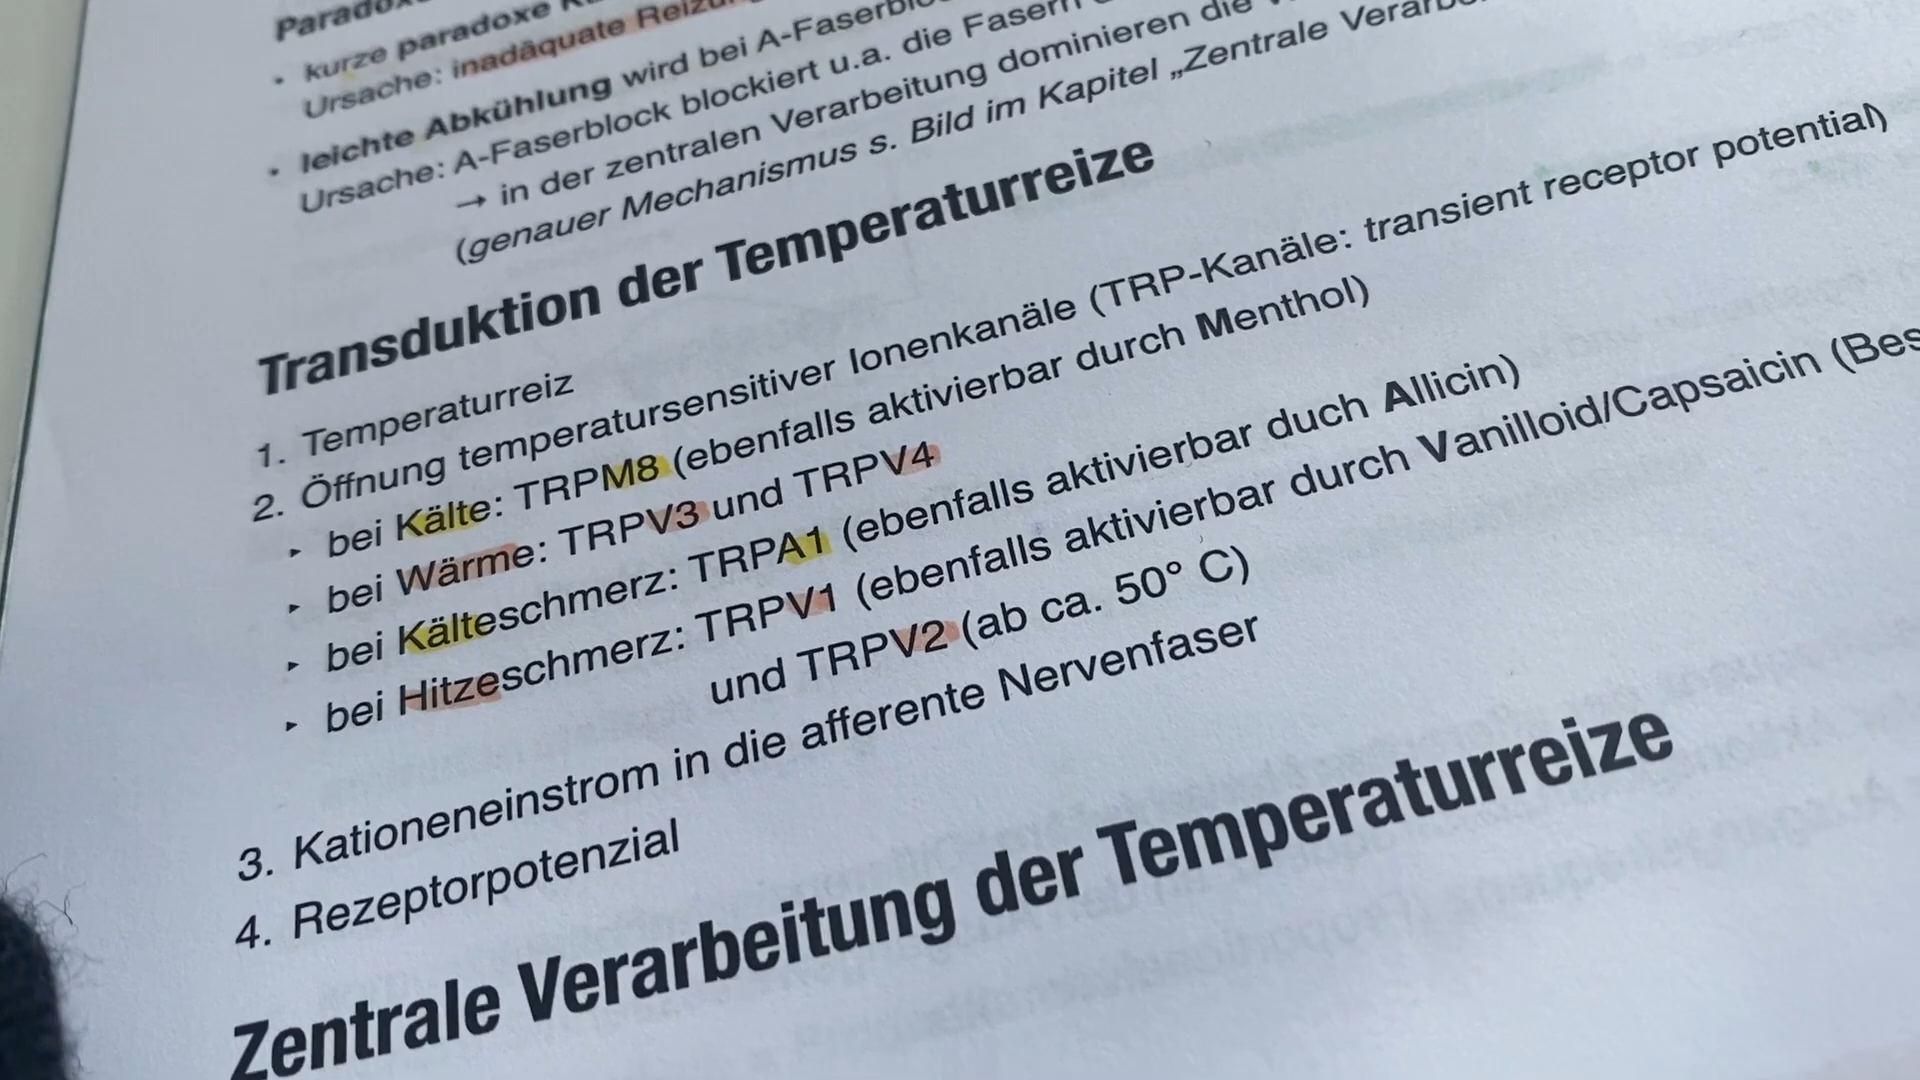 kurze paradoxe
Ursache: inadäquate
leichte Abkühlung wird bei
Ursache: A-Faserblock blockiert u.a. die Fasern
→ in der zentralen Verarbeitung dominieren die
(genauer Mechanismus s. Bild im Kapitel „Zentrale
Transduktion der Temperaturreize
1. Temperaturreiz
2. Öffnung temperatursensitiver Ionenkanäle (TRP-Kanäle: transient receptor potential)
▸ bei Kälte: TRPM8 (ebenfalls aktivierbar durch Menthol)
▸ bei Wärme: TRPV3 und TRPV4
▸ bei Kälteschmerz: TRPA1 (ebenfalls aktivierbar duch Allicin)
▸ bei Hitzeschmerz: TRPV1 (ebenfalls aktivierbar durch Vanilloid/Capsaicin
und TRPV2 (ab ca. 50° C)
3. Kationeneinstrom in die afferente Nervenfaser
4. Rezeptorpotenzial
Zentrale Verarbeitung der Temperaturreize